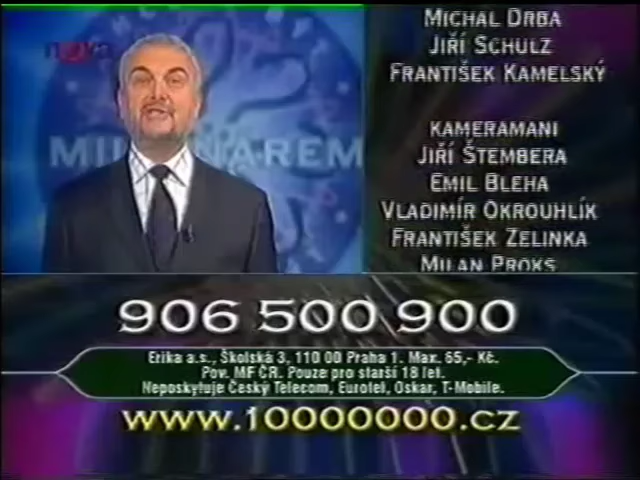 nova
MILIONÁŘEM
MICHAL DRBA
JIŘÍ SCHULZ
FRANTIŠEK KAMELSKÝ
KAMERAMANI
JIŘÍ ŠTEMBERA
EMIL BLEHA
VLADIMÍR OKROUHLÍK
FRANTIŠEK ZELINKA
MILAN PROKS
906 500 900
Erika a.s., Školská 3, 110 00 Praha 1. Max. 65,- Kč.
Pov. MF ČR. Pouze pro starší 18 let.
Neposkytuje Český Telecom, Eurotel, Oskar, T-Mobile.
www.10000000.cz